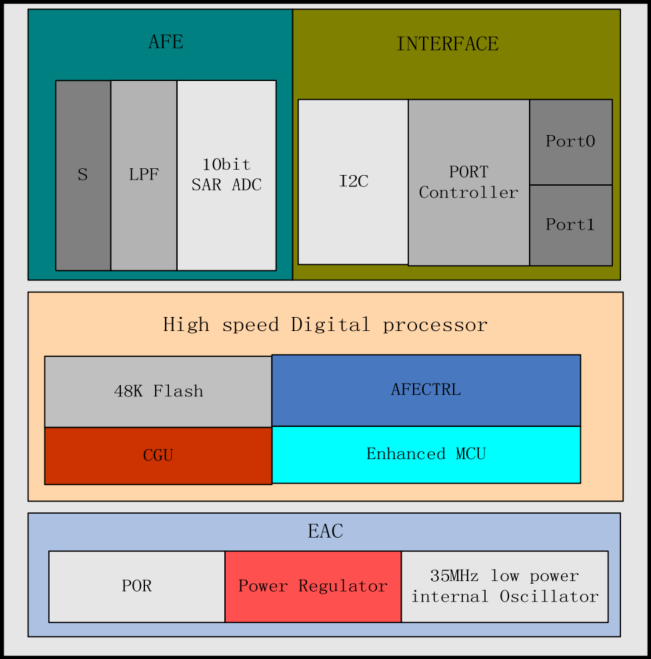 AFE
INTERFACE
S
LPF
10bit
SAR ADC
I2C
PORT
Controller
Port0
Port1
High speed Digital processor
48K Flash
AFECTRL
CGU
Enhanced MCU
EAC
POR
Power Regulator
35MHz low power
internal Oscillator